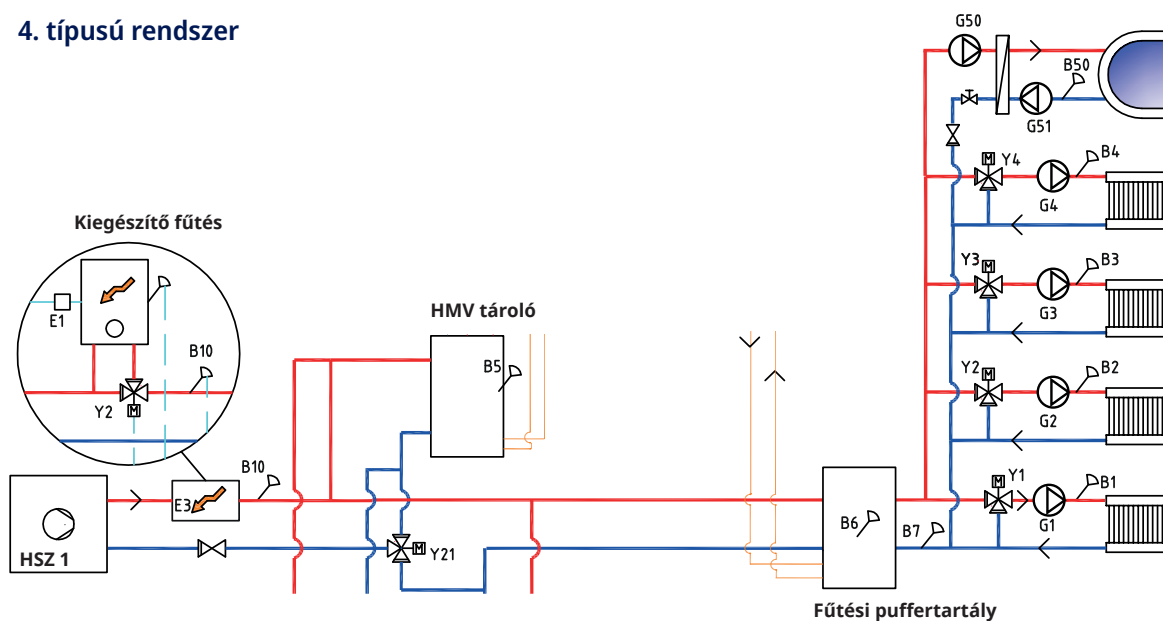 4. típusú rendszer
G50
B50
G51
Y4
B4
G4
Kiegészítő fűtés
E1
B10
Y2
M
Y3
M
B3
G3
HMV tároló
B5
Y2
M
B2
G2
B10
E3
HSZ 1
M
Y21
B6
B7
Y1
M
B1
G1
M
Fűtési puffertartály